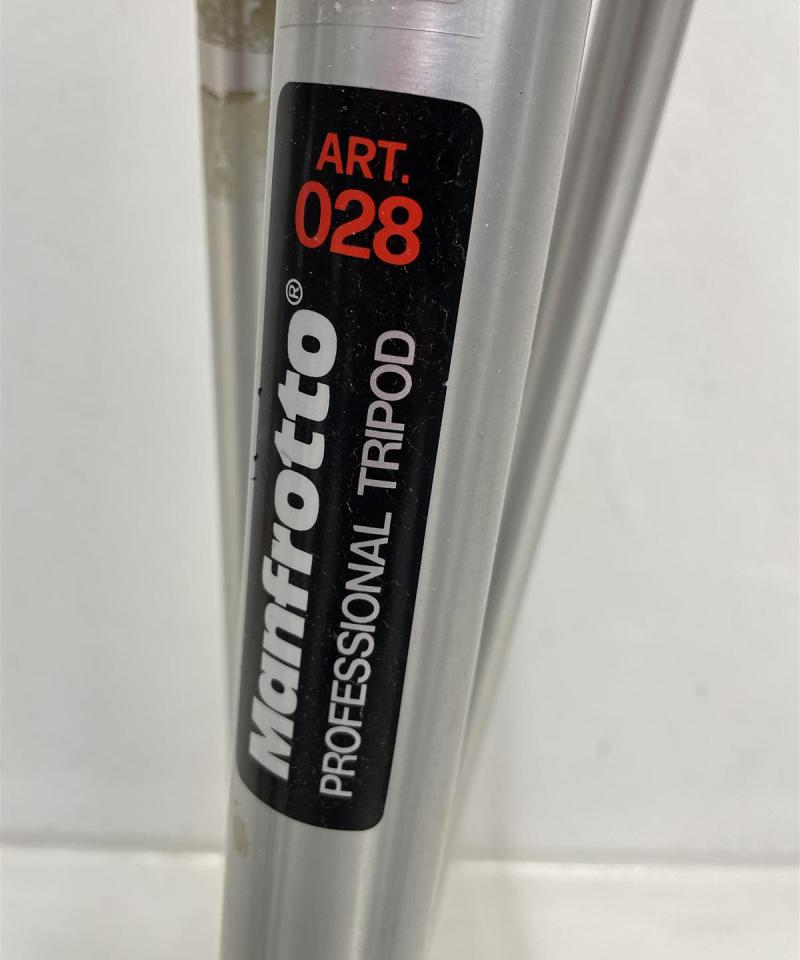 ART.
028
Manfrotto®
PROFESSIONAL TRIPOD